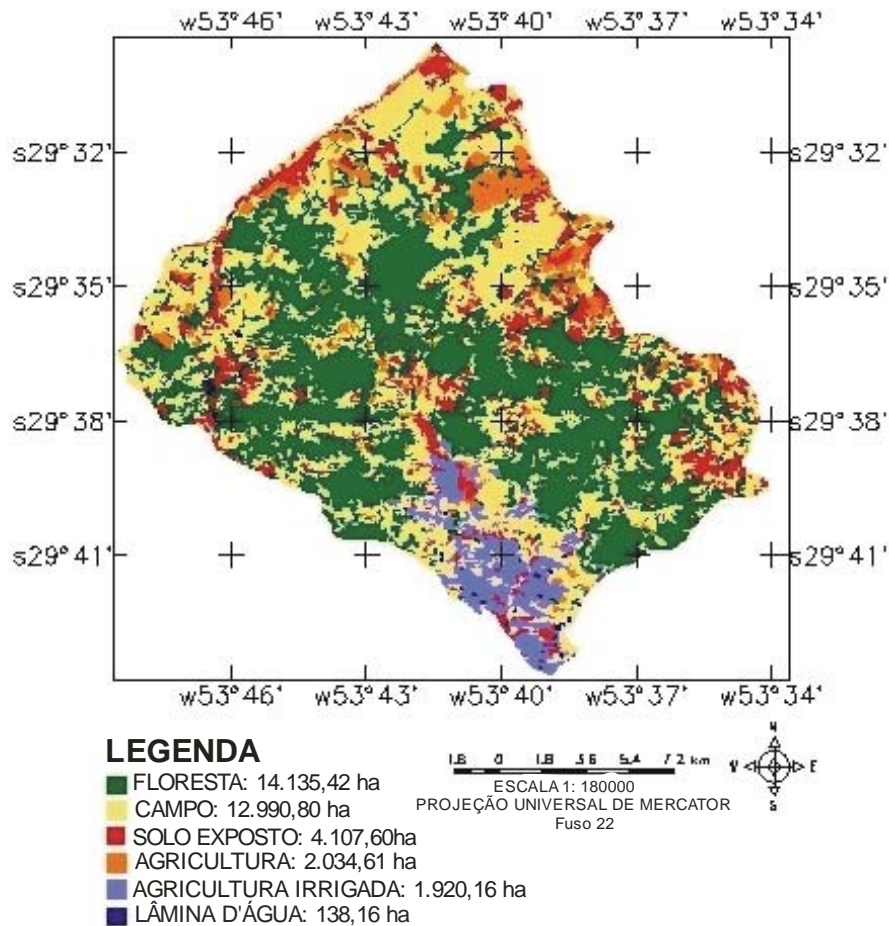 w53°46' w53°43' w53°40' w53°37' w53°34'
s29°32' s29°32'
s29°35' s29°35'
s29°38' s29°38'
s29°41' s29°41'
w53°46' w53°43' w53°40' w53°37' w53°34'
LEGENDA
FLORESTA: 14.135,42 ha
CAMPO: 12.990,80 ha
SOLO EXPOSTO: 4.107,60ha
AGRICULTURA: 2.034,61 ha
AGRICULTURA IRRIGADA: 1.920,16 ha
LÂMINA D'ÁGUA: 138,16 ha
1.8 0 1.8 3.6 5.4 7.2 km
ESCALA 1: 180000
PROJEÇÃO UNIVERSAL DE MERCATOR
Fuso 22
N
E
S